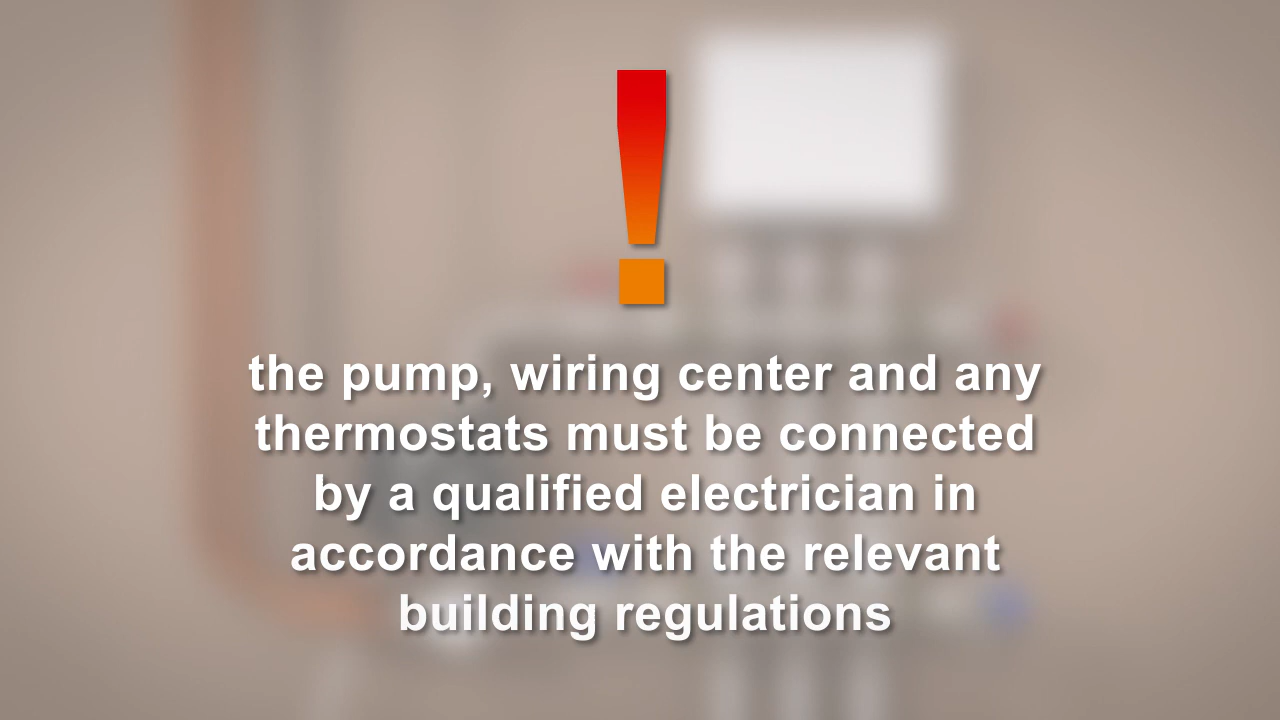 !
the pump, wiring center and any
thermostats must be connected
by a qualified electrician in
accordance with the relevant
building regulations